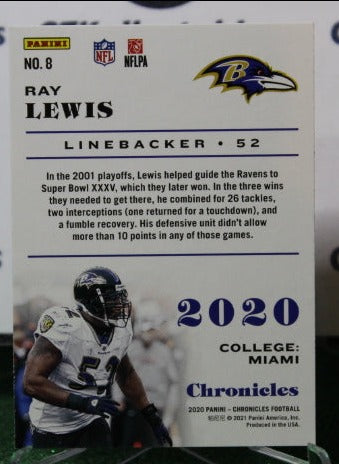 PANINI
NO. 8
NFL
NFLPA
B
RAY
LEWIS
LINEBACKER • 52
In the 2001 playoffs, Lewis helped guide the Ravens to
Super Bowl XXXV, which they later won. In the three wins
they needed to get there, he combined for 26 tackles,
two interceptions (one returned for a touchdown), and
a fumble recovery. His defensive unit didn't allow
more than 10 points in any of those games.
2020
COLLEGE:
MIAMI
Chronicles
2020 PANINI - CHRONICLES FOOTBALL
© 2021 Panini America, Inc.
Produced in the USA.
52